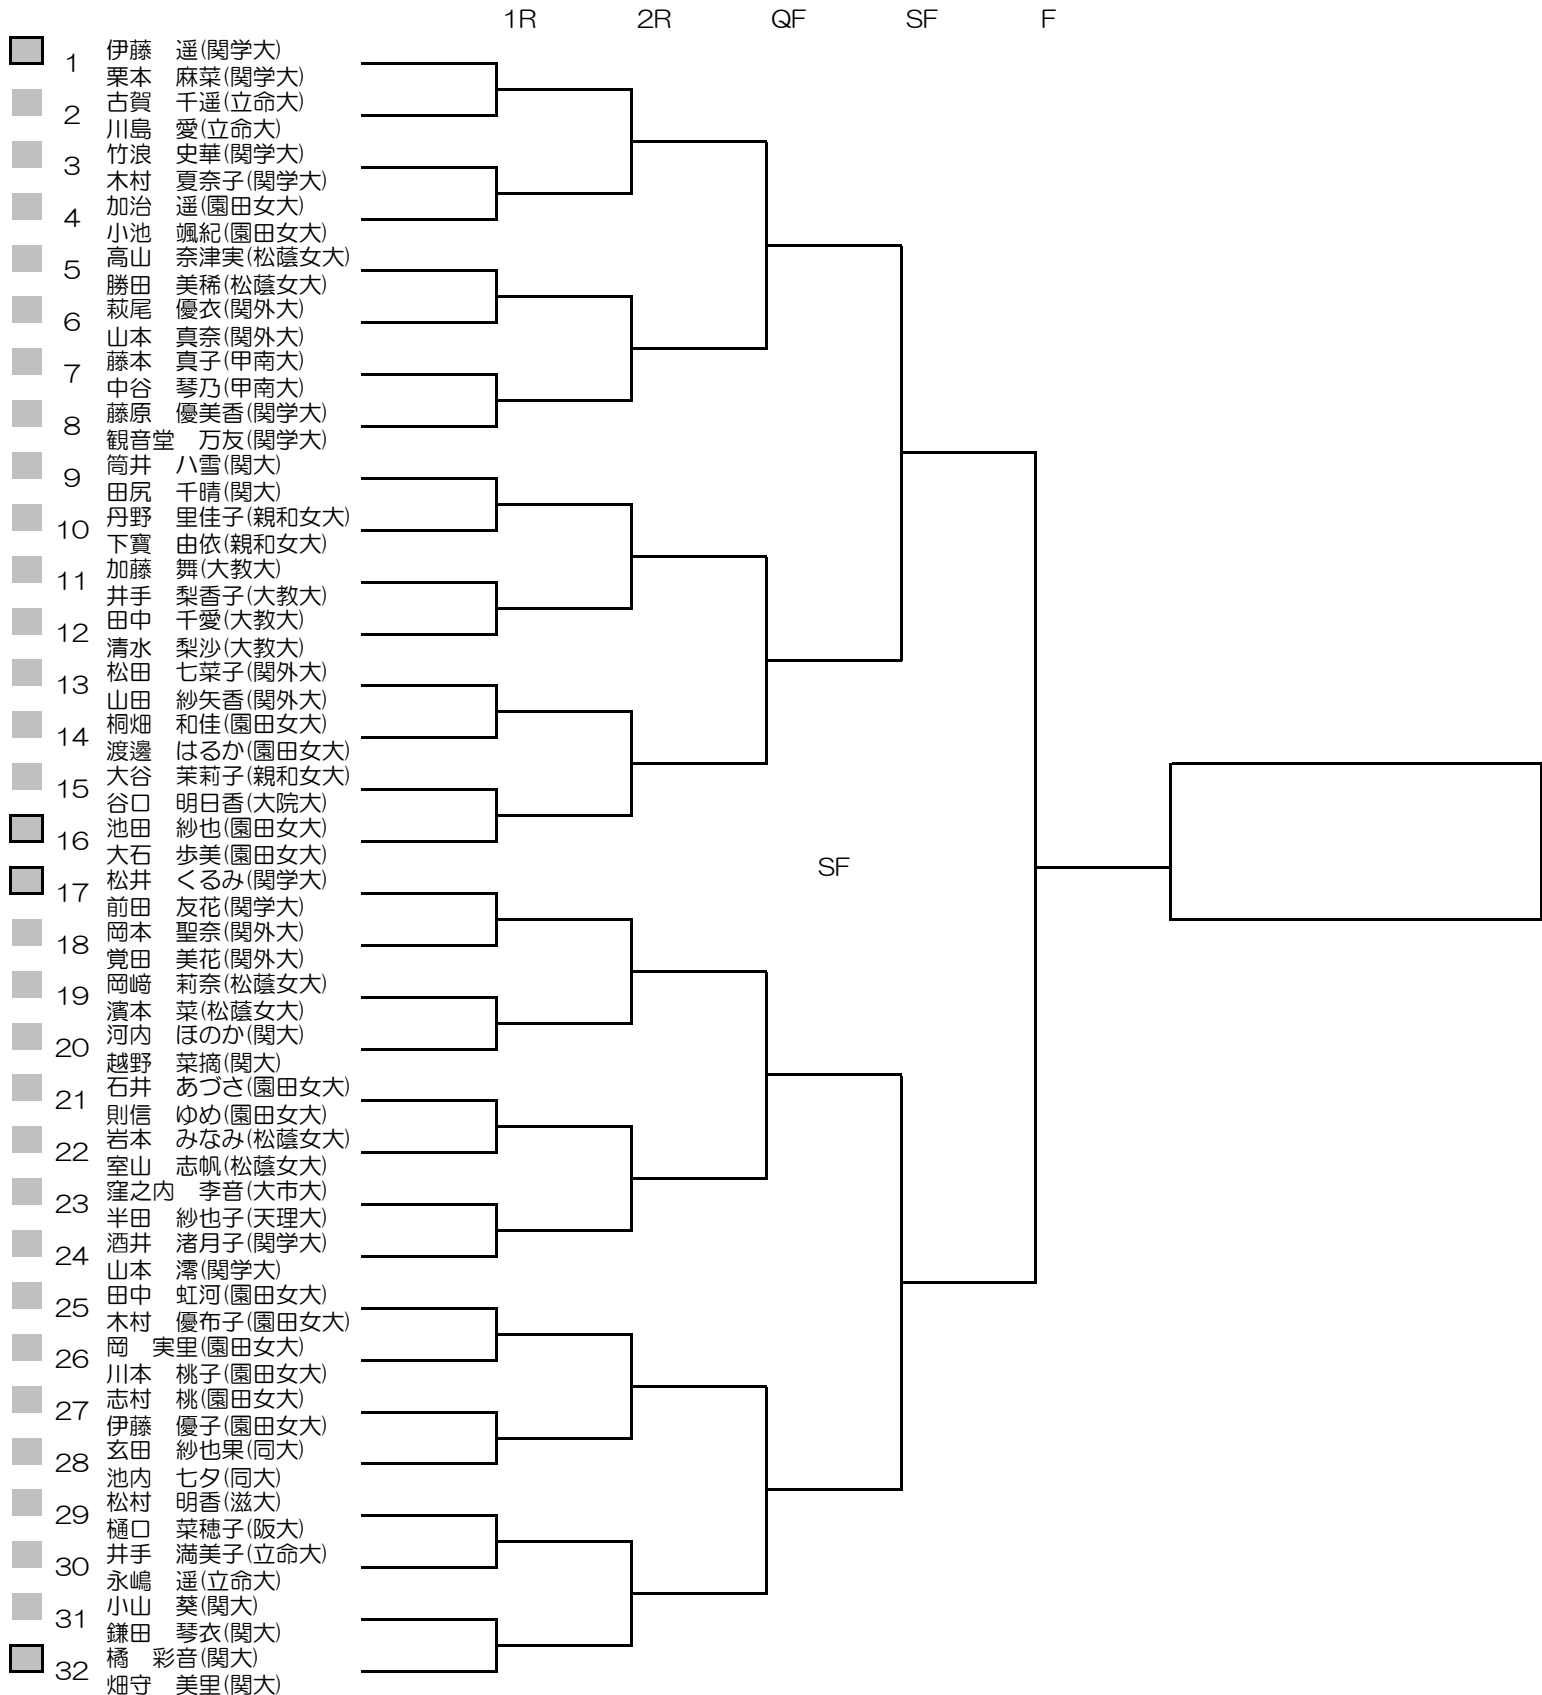 1R 2R QF SF F
伊藤　遥(関学大)
1
栗本　麻菜(関学大)
古賀　千遥(立命大)
2
川島　愛(立命大)
竹浪　史華(関学大)
3
木村　夏奈子(関学大)
加治　遥(園田女大)
4
小池　颯紀(園田女大)
高山　奈津実(松蔭女大)
5
勝田　美稀(松蔭女大)
萩尾　優衣(関外大)
6
山本　真奈(関外大)
藤本　真子(甲南大)
7
中谷　琴乃(甲南大)
藤原　優美香(関学大)
8
観音堂　万友(関学大)
筒井　ハ雪(関大)
9
田尻　千晴(関大)
丹野　里佳子(親和女大)
10
下寶　由依(親和女大)
加藤　舞(大教大)
11
井手　梨香子(大教大)
田中　千愛(大教大)
12
清水　梨沙(大教大)
松田　七菜子(関外大)
13
山田　紗矢香(関外大)
桐畑　和佳(園田女大)
14
渡邊　はるか(園田女大)
大谷　茉莉子(親和女大)
15
谷口　明日香(大院大)
池田　紗也(園田女大)
16
大石　歩美(園田女大)
SF
松井　くるみ(関学大)
17
前田　友花(関学大)
岡本　聖奈(関外大)
18
覚田　美花(関外大)
岡﨑　莉奈(松蔭女大)
19
濱本　菜(松蔭女大)
河内　ほのか(関大)
20
越野　菜摘(関大)
石井　あづさ(園田女大)
21
則信　ゆめ(園田女大)
岩本　みなみ(松蔭女大)
22
室山　志帆(松蔭女大)
窪之内　李音(大市大)
23
半田　紗也子(天理大)
酒井　渚月子(関学大)
24
山本　澪(関学大)
田中　虹河(園田女大)
25
木村　優布子(園田女大)
岡　実里(園田女大)
26
川本　桃子(園田女大)
志村　桃(園田女大)
27
伊藤　優子(園田女大)
玄田　紗也果(同大)
28
池内　七夕(同大)
松村　明香(滋大)
29
樋口　菜穂子(阪大)
井手　満美子(立命大)
30
永嶋　遥(立命大)
小山　葵(関大)
31
鎌田　琴衣(関大)
橘　彩音(関大)
32
畑守　美里(関大)